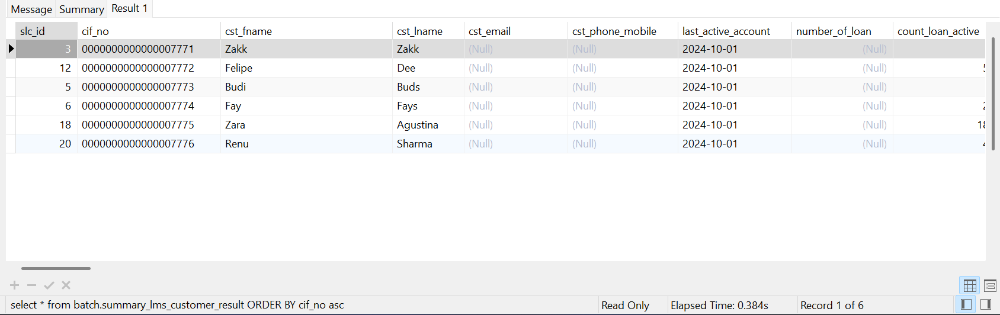 Message Summary Result 1
slc_id cif_no cst_fname cst_lname cst_email cst_phone_mobile last_active_account number_of_loan count_loan_active
3 0000000000000007771 Zakk Zakk (Null) (Null) 2024-10-01 (Null)
12 0000000000000007772 Felipe Dee (Null) (Null) 2024-10-01 (Null)
5 0000000000000007773 Budi Buds (Null) (Null) 2024-10-01 (Null)
6 0000000000000007774 Fay Fays (Null) (Null) 2024-10-01 (Null)
18 0000000000000007775 Zara Agustina (Null) (Null) 2024-10-01 (Null)
20 0000000000000007776 Renu Sharma (Null) (Null) 2024-10-01 (Null)
select * from batch.summary_lms_customer_result ORDER BY cif_no asc Read Only Elapsed Time: 0.384s Record 1 of 6